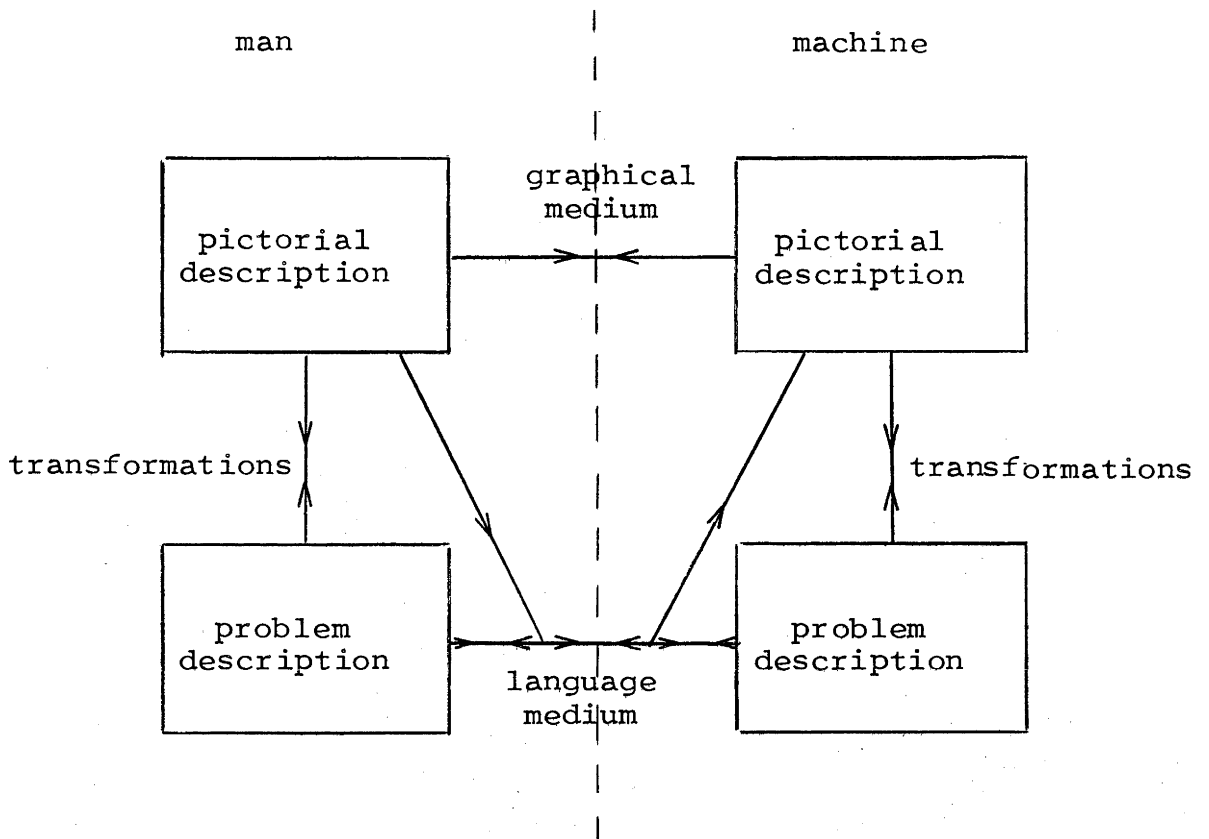 man
machine
graphical
medium
pictorial
description
pictorial
description
transformations
transformations
problem
description
problem
description
language
medium